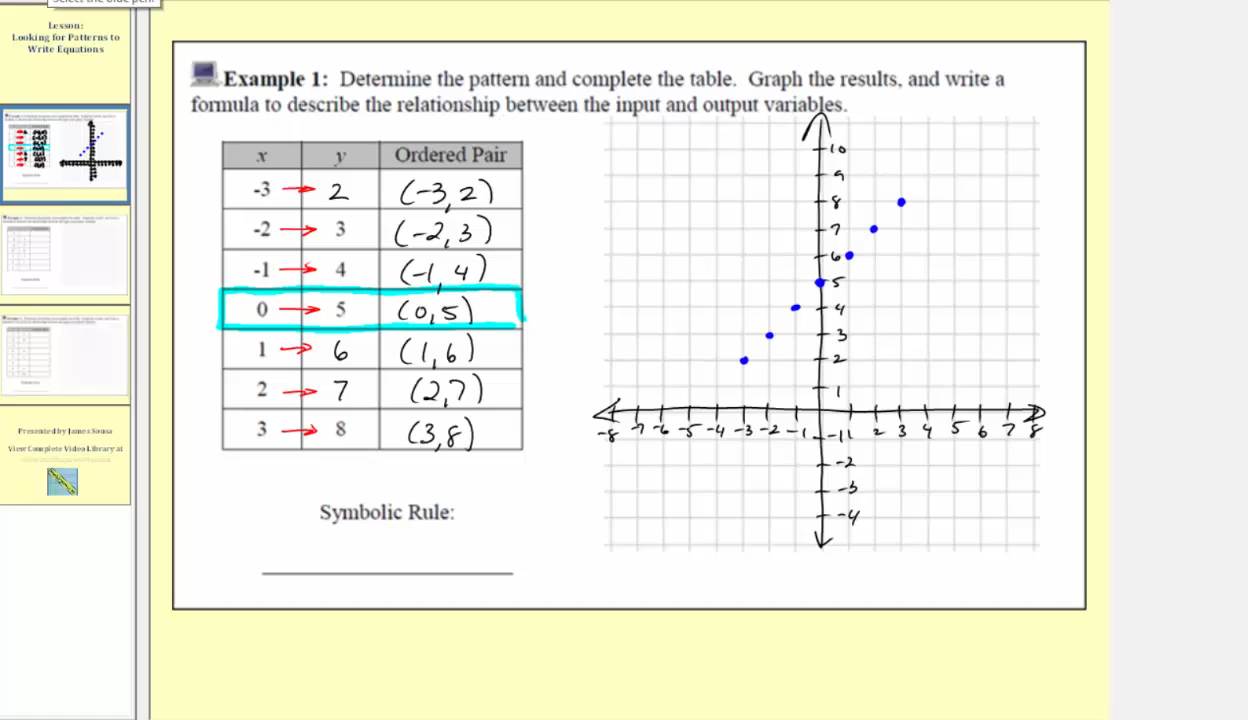 Select the blue pen.
Lesson:
Looking for Patterns to
Write Equations
Presented by James Sousa
View Complete Video Library at
Example 1: Determine the pattern and complete the table. Graph the results, and write a
formula to describe the relationship between the input and output variables.
x y Ordered Pair
-3 → 2 (-3, 2)
-2 → 3 (-2, 3)
-1 → 4 (-1, 4)
0 → 5 (0, 5)
1 → 6 (1, 6)
2 → 7 (2, 7)
3 → 8 (3, 8)
Symbolic Rule:
10
9
8
7
6
5
4
3
2
1
-8 -7 -6 -5 -4 -3 -2 -1 1 2 3 4 5 6 7 8
-1
-2
-3
-4